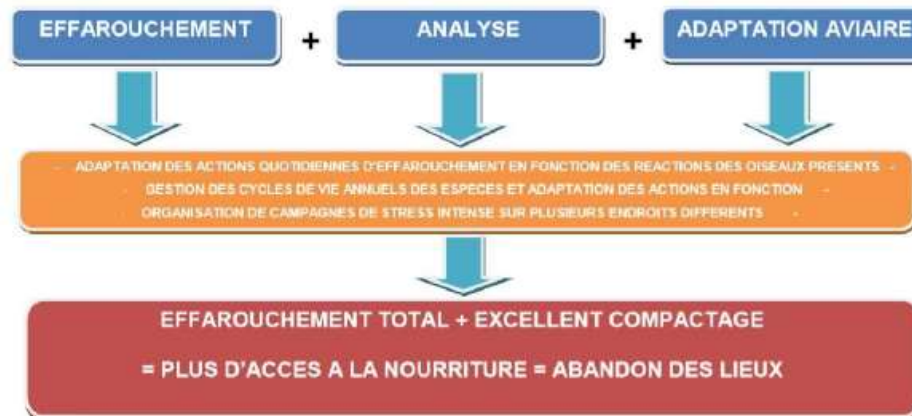 EFFAROUCHEMENT + ANALYSE + ADAPTATION AVIAIRE
- ADAPTATION DES ACTIONS QUOTIDIENNES D'EFFAROUCHEMENT EN FONCTION DES REACTIONS DES OISEAUX PRESENTS -
- GESTION DES CYCLES DE VIE ANNUELS DES ESPECES ET ADAPTATION DES ACTIONS EN FONCTION -
- ORGANISATION DE CAMPAGNES DE STRESS INTENSE SUR PLUSIEURS ENDROITS DIFFERENTS -
EFFAROUCHEMENT TOTAL + EXCELLENT COMPACTAGE
= PLUS D'ACCES A LA NOURRITURE = ABANDON DES LIEUX